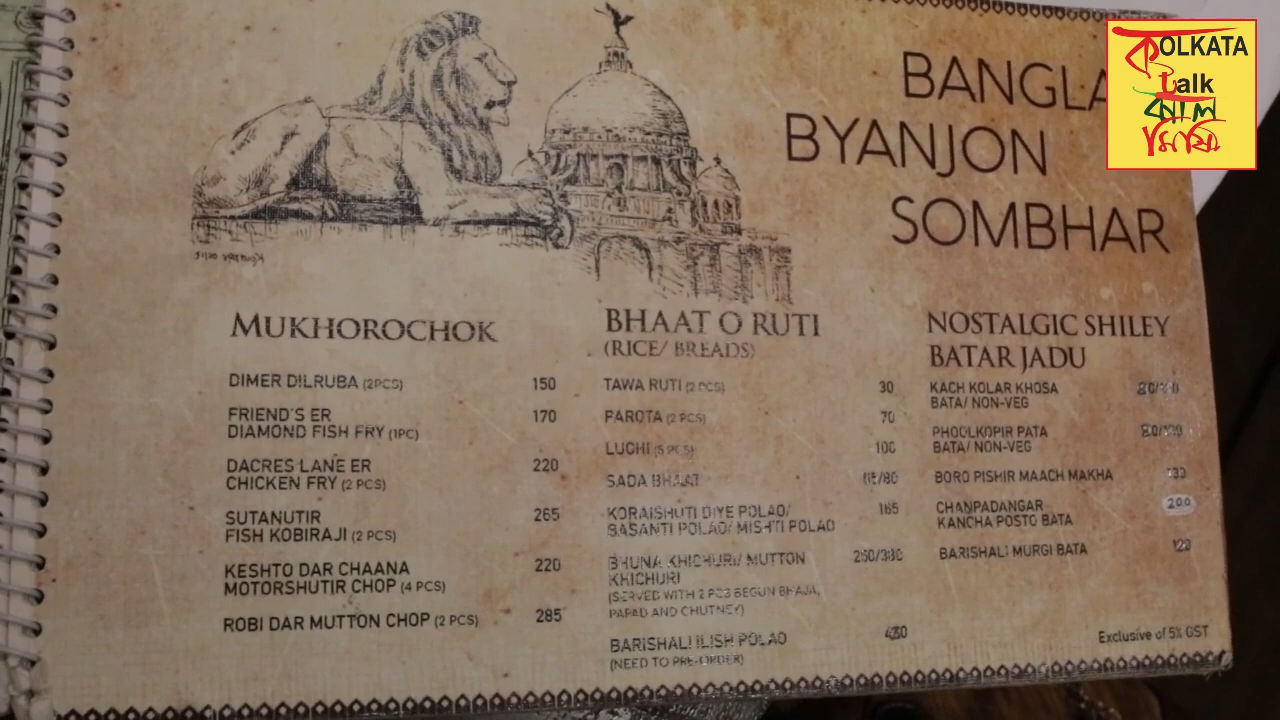 KOLKATA
Talk
ঝাল
মিষ্টি
BANGLA
BYANJON
SOMBHAR
MUKHOROCHOK
DIMER DILRUBA (2PCS) 150
FRIEND'S ER
DIAMOND FISH FRY (1PC) 170
DACRES LANE ER
CHICKEN FRY (2 PCS) 220
SUTANUTIR
FISH KOBIRAJI (2 PCS) 265
KESHTO DAR CHAANA
MOTORSHUTIR CHOP (4 PCS) 220
ROBI DAR MUTTON CHOP (2 PCS) 285
BHAAT O RUTI
(RICE/ BREADS)
TAWA RUTI (2 PCS) 30
PAROTA (2 PCS) 70
LUCHI (5 PCS) 100
SADA BHAAT
KORAISHUTI DIYE POLAO/ 165
BASANTI POLAO/ MISHTI POLAO
BHUNA KHICHURI/ MUTTON
KHICHURI
(SERVED WITH 2 PCS BEGUN BHAJA,
PAPAD AND CHUTNEY)
BARISHALI ILISH POLAO
(NEED TO PRE-ORDER)
NOSTALGIC SHILEY
BATAR JADU
KACH KOLAR KHOSA
BATA/ NON-VEG
PHOOLKOPIR PATA
BATA/ NON-VEG
BORO PISHIR MAACH MAKHA
CHANPADANGAR 200
KANCHA POSTO BATA
BARISHALI MURGI BATA
Exclusive of 5% GST